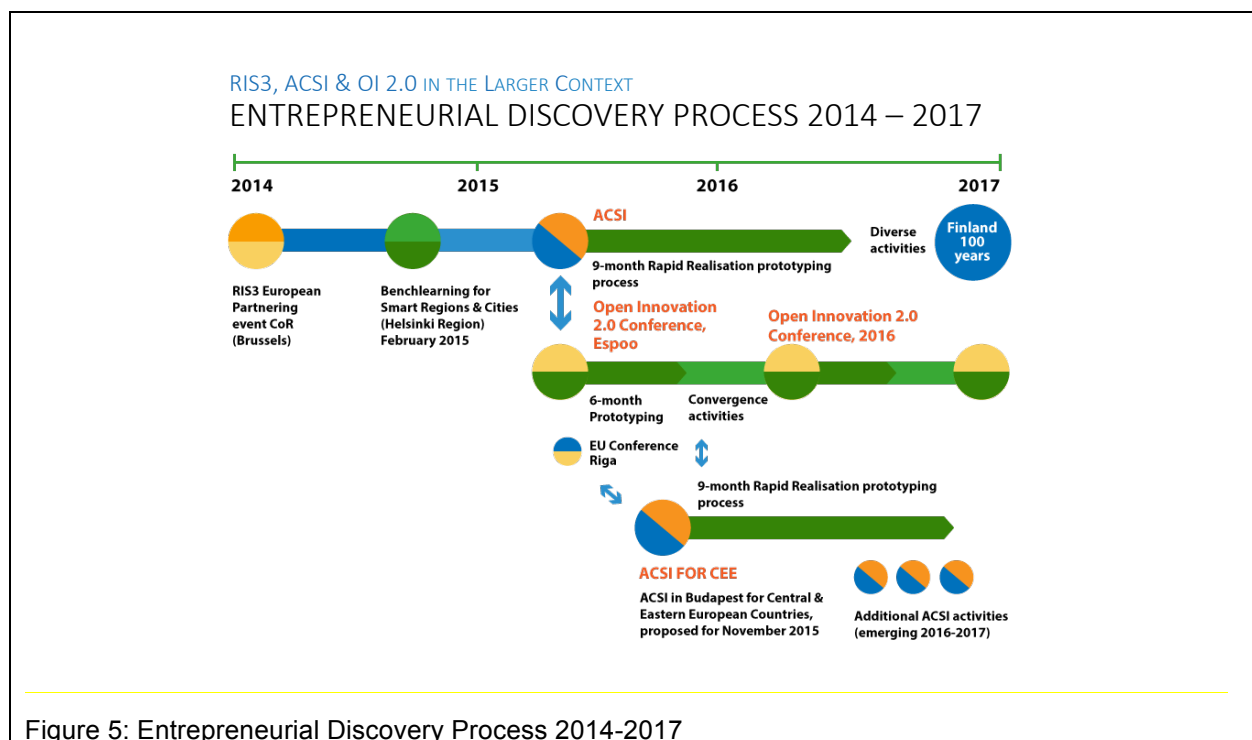 RIS3, ACSI & OI 2.0 IN THE LARGER CONTEXT
ENTREPRENEURIAL DISCOVERY PROCESS 2014 – 2017
2014
2015
2016
2017
ACSI
Diverse
activities
Finland
100
years
9-month Rapid Realisation prototyping
process
RIS3 European
Partnering
event CoR
(Brussels)
Benchlearning for
Smart Regions & Cities
(Helsinki Region)
February 2015
Open Innovation
2.0 Conference,
Espoo
Open Innovation 2.0
Conference, 2016
6-month
Prototyping
Convergence
activities
EU Conference
Riga
9-month Rapid Realisation prototyping
process
ACSI FOR CEE
ACSI in Budapest for Central &
Eastern European Countries,
proposed for November 2015
Additional ACSI activities
(emerging 2016-2017)
Figure 5: Entrepreneurial Discovery Process 2014-2017